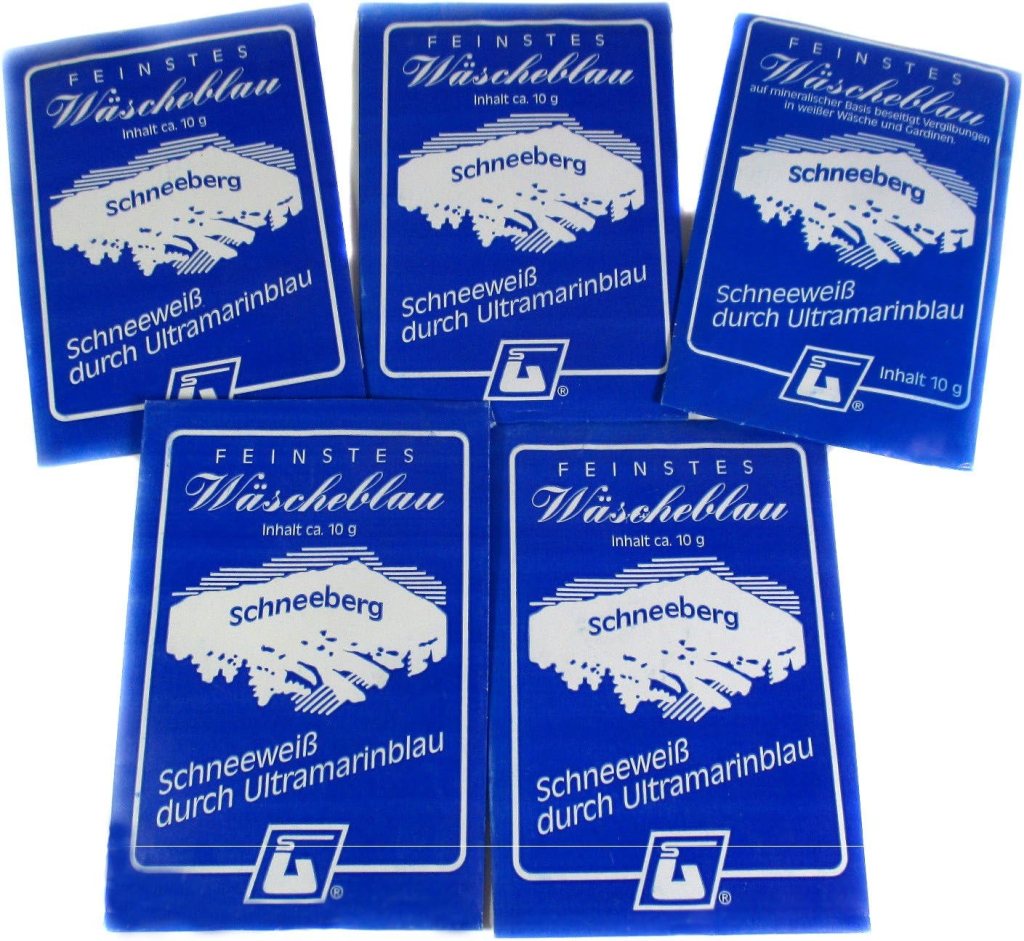 FEINSTES
Wäscheblau
Inhalt ca. 10 g
Schneeberg
Schneeweiß
durch Ultramarinblau
FEINSTES
Wäscheblau
Inhalt ca. 10 g
Schneeberg
Schneeweiß
durch Ultramarinblau
®
FEINSTES
Wäscheblau
auf mineralischer Basis beseitigt Vergilbungen
in weißer Wäsche und Gardinen.
Schneeberg
Schneeweiß
durch Ultramarinblau
Inhalt 10 g
®
FEINSTES
Wäscheblau
Inhalt ca. 10 g
Schneeberg
Schneeweiß
durch Ultramarinblau
®
FEINSTES
Wäscheblau
Inhalt ca. 10 g
Schneeberg
Schneeweiß
durch Ultramarinblau
®